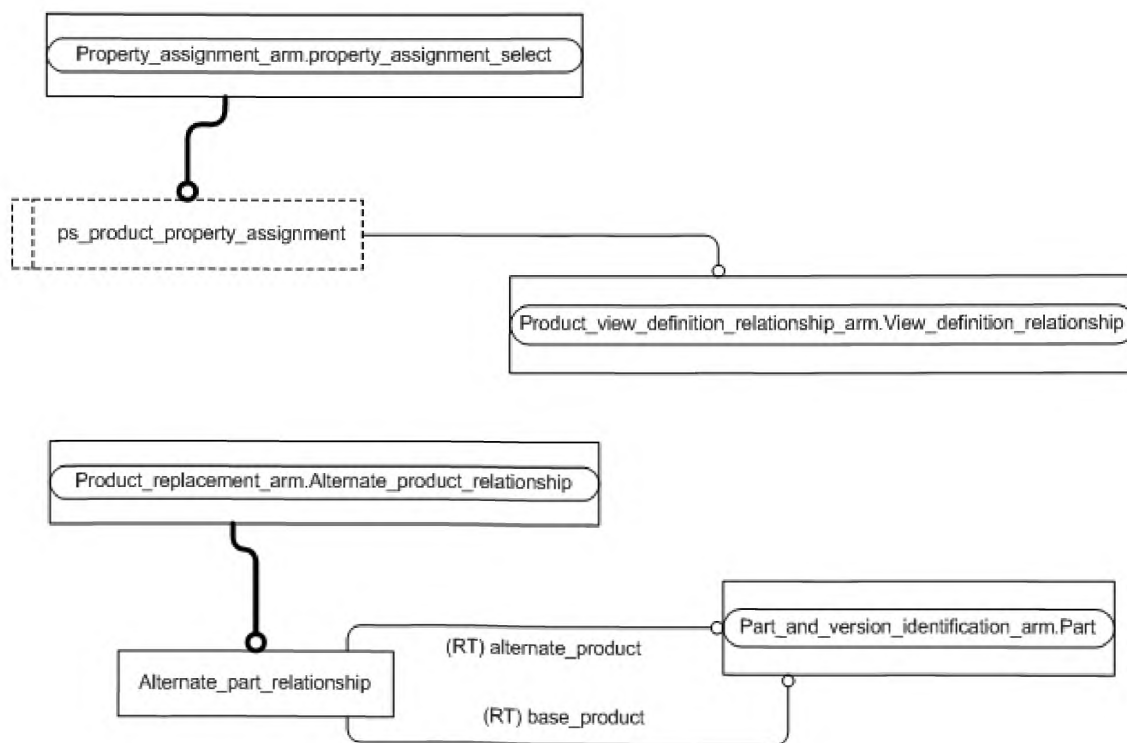 Property_assignment_arm.property_assignment_select
ps_product_property_assignment
Product_view_definition_relationship_arm.View_definition_relationship
Product_replacement_arm.Alternate_product_relationship
Part_and_version_identification_arm.Part
(RT) alternate_product
Alternate_part_relationship
(RT) base_product